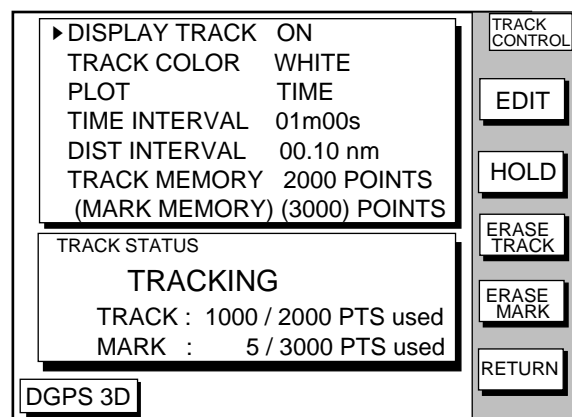 ▶DISPLAY TRACK ON
TRACK COLOR WHITE
PLOT TIME
TIME INTERVAL 01m00s
DIST INTERVAL 00.10 nm
TRACK MEMORY 2000 POINTS
(MARK MEMORY) (3000) POINTS
TRACK STATUS
TRACKING
TRACK : 1000 / 2000 PTS used
MARK : 5 / 3000 PTS used
DGPS 3D
TRACK
CONTROL
EDIT
HOLD
ERASE
TRACK
ERASE
MARK
RETURN